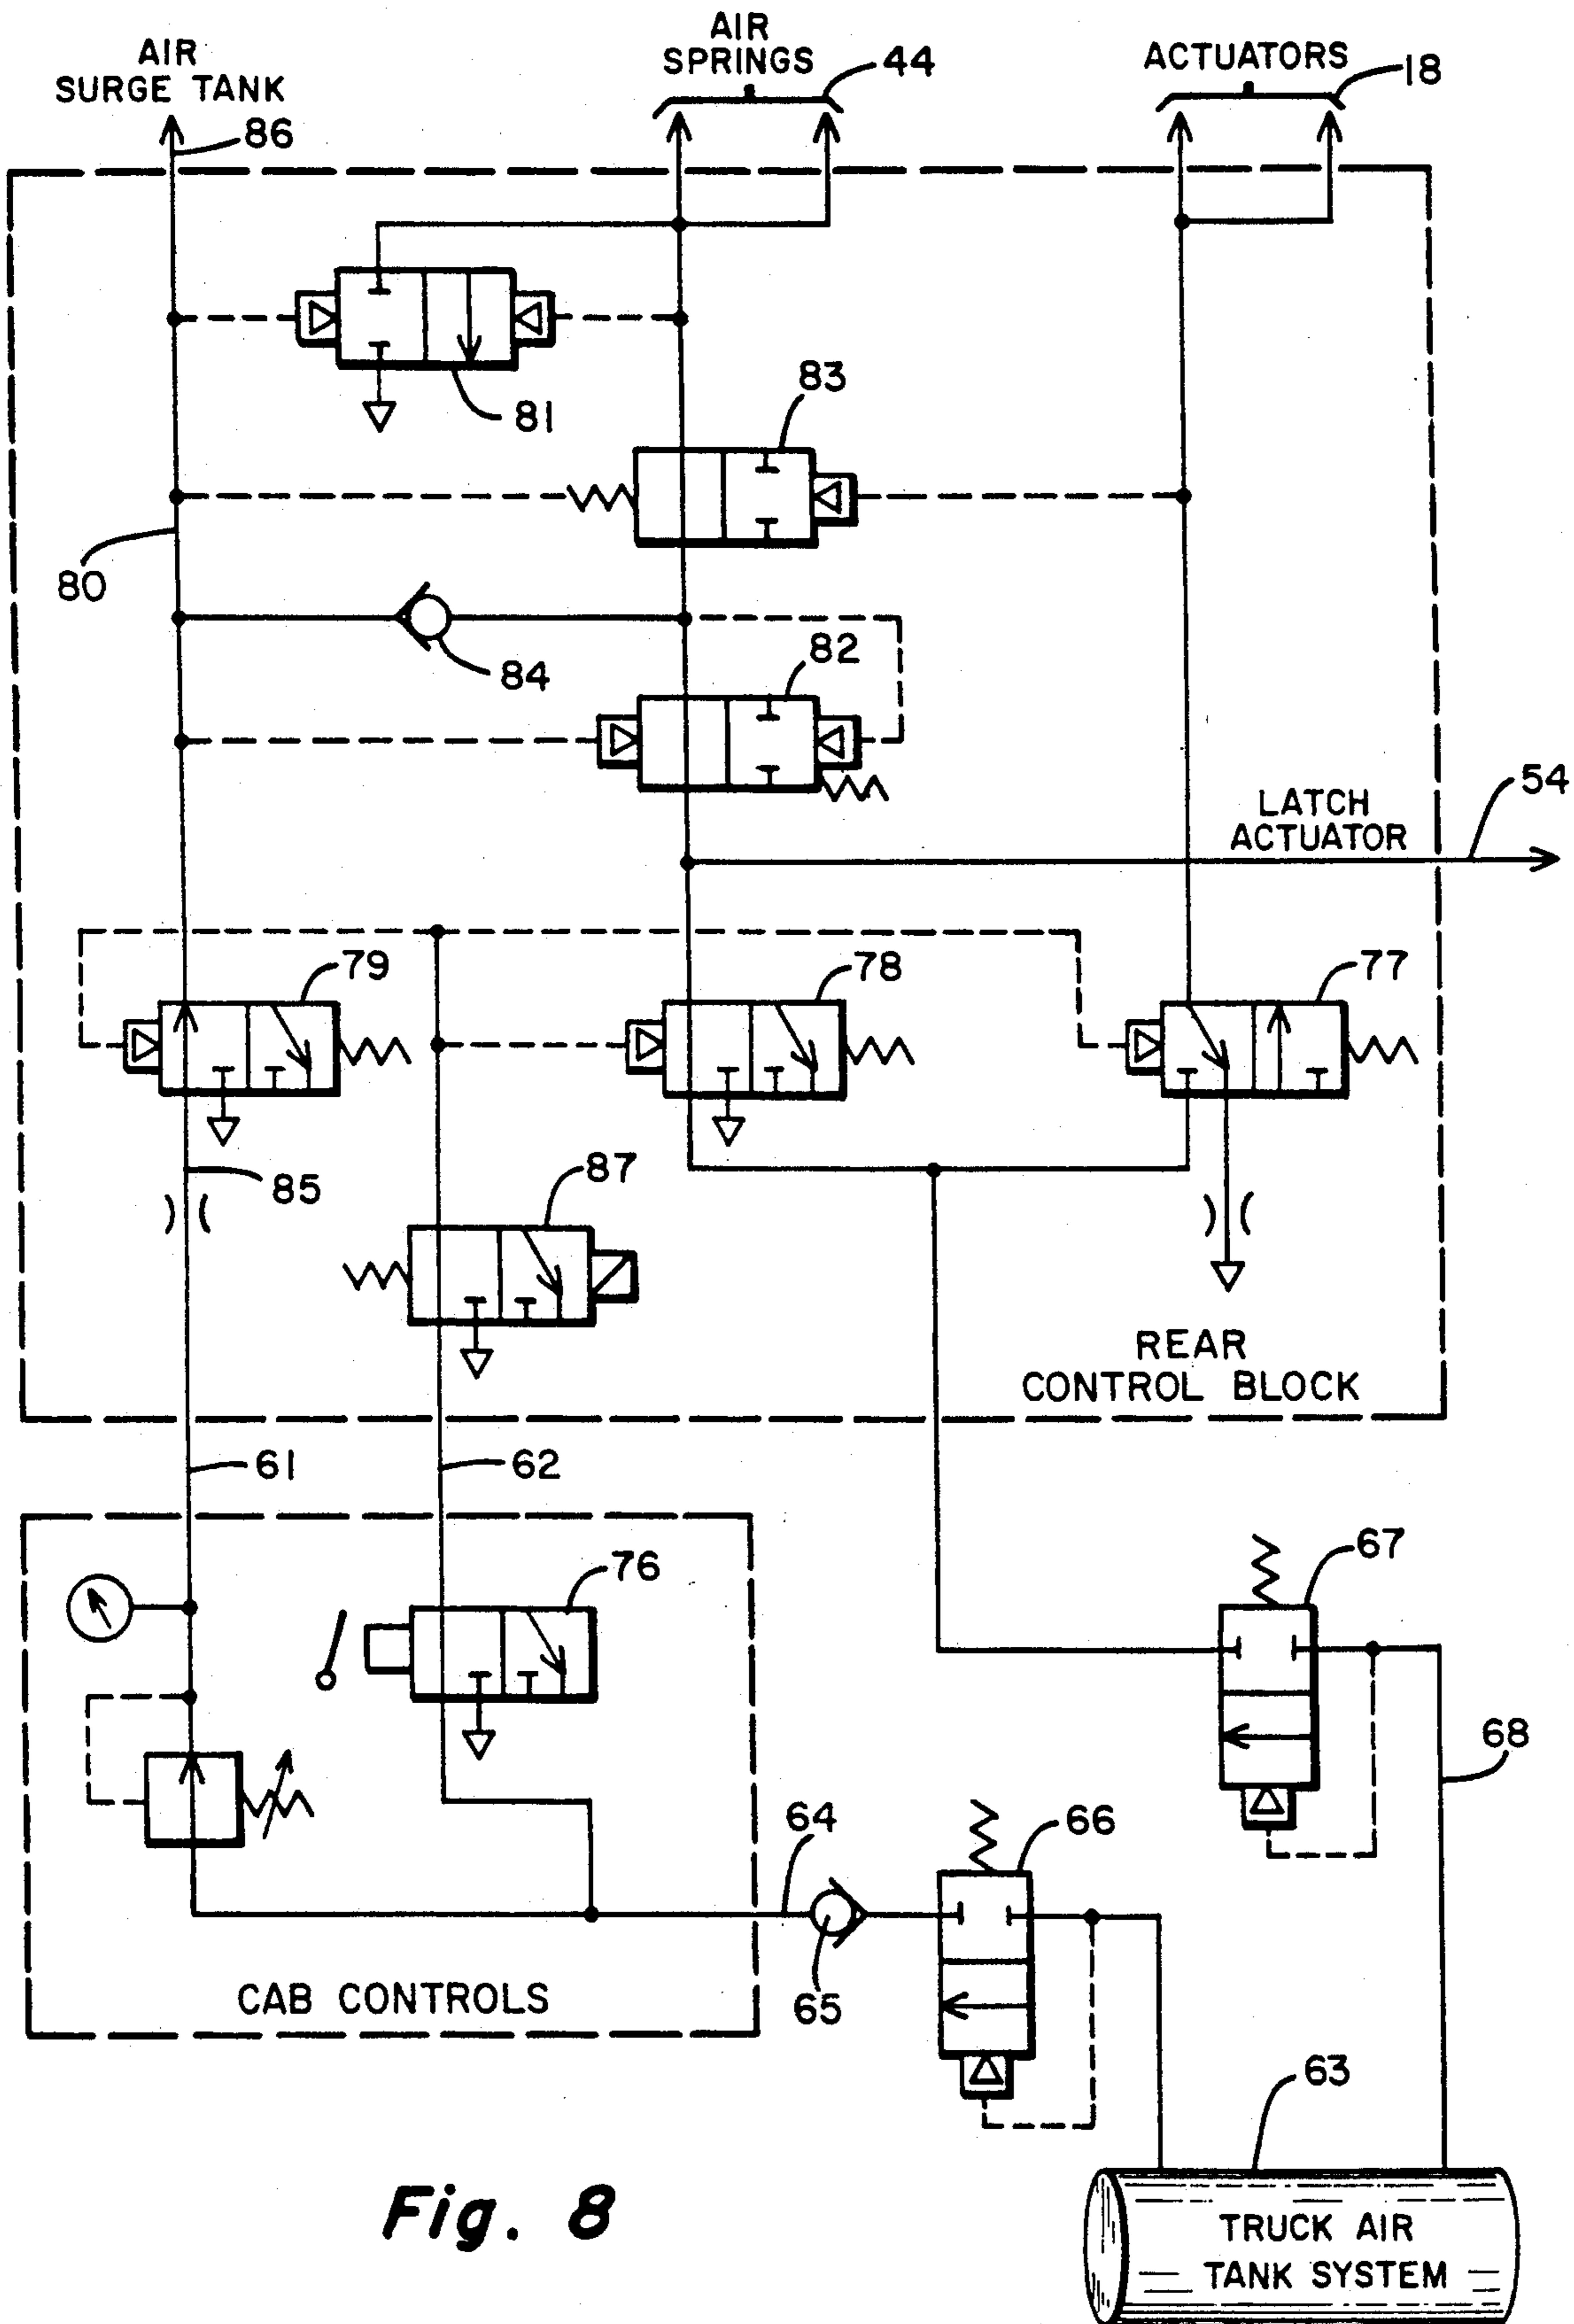 AIR
SURGE TANK
86
AIR
SPRINGS
44
ACTUATORS
18
81
83
80
84
82
54
LATCH
ACTUATOR
79
78
77
85
87
REAR
CONTROL BLOCK
61
62
67
76
68
64
66
65
CAB CONTROLS
63
TRUCK AIR
TANK SYSTEM
Fig. 8